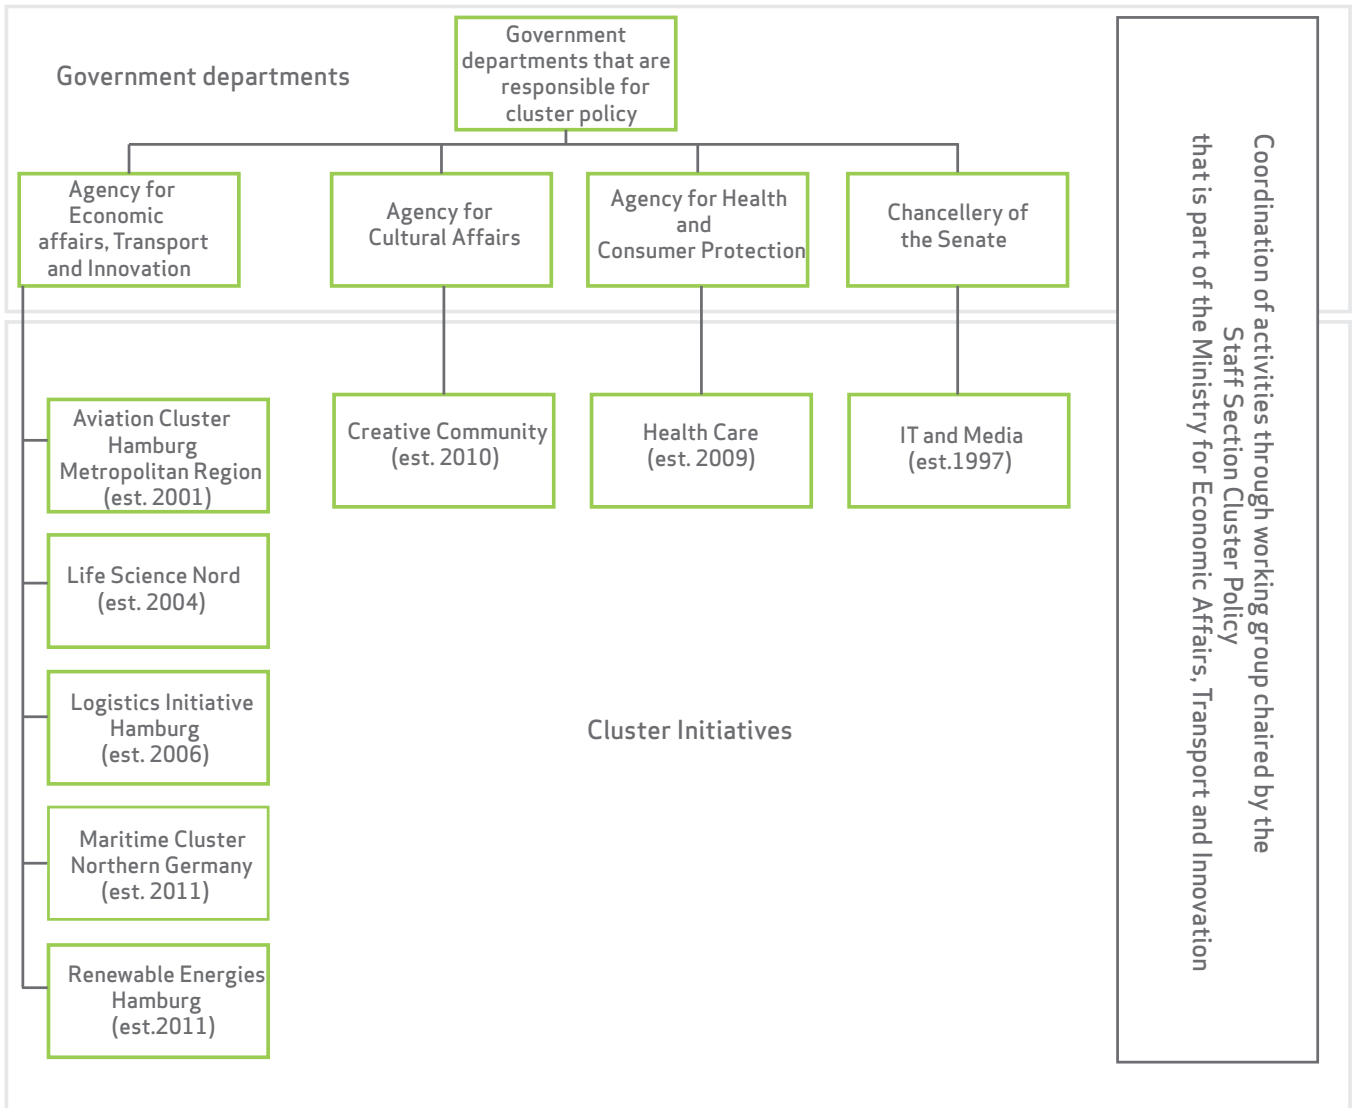 Government departments
Government
departments that are
responsible for
cluster policy
Agency for
Economic
affairs, Transport
and Innovation
Agency for
Cultural Affairs
Agency for Health
and
Consumer Protection
Chancellery of
the Senate
Aviation Cluster
Hamburg
Metropolitan Region
(est. 2001)
Creative Community
(est. 2010)
Health Care
(est. 2009)
IT and Media
(est.1997)
Life Science Nord
(est. 2004)
Logistics Initiative
Hamburg
(est. 2006)
Cluster Initiatives
Maritime Cluster
Northern Germany
(est. 2011)
Renewable Energies
Hamburg
(est.2011)
Coordination of activities through working group chaired by the
Staff Section Cluster Policy
that is part of the Ministry for Economic Affairs, Transport and Innovation